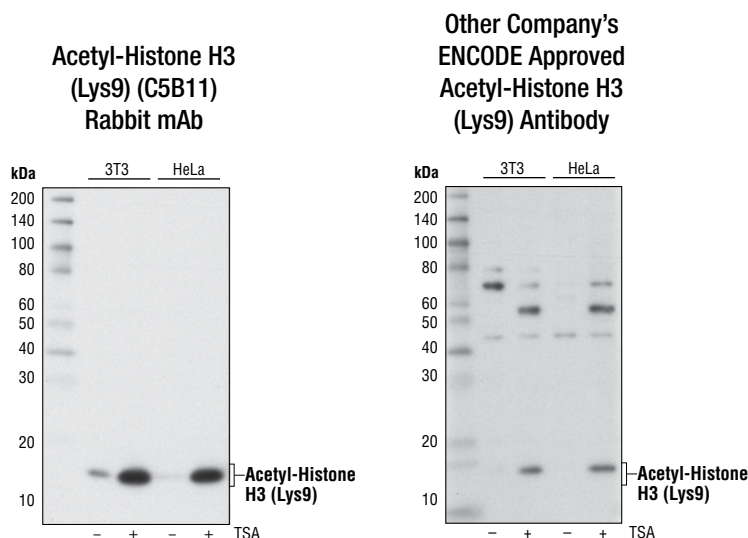 Acetyl-Histone H3
(Lys9) (C5B11)
Rabbit mAb
kDa
3T3 HeLa
200
140
100
80
60
50
40
30
20
10
Acetyl-Histone
H3 (Lys9)
– + – + TSA
Other Company's
ENCODE Approved
Acetyl-Histone H3
(Lys9) Antibody
kDa
3T3 HeLa
200
140
100
80
60
50
40
30
20
10
Acetyl-Histone
H3 (Lys9)
– + – + TSA